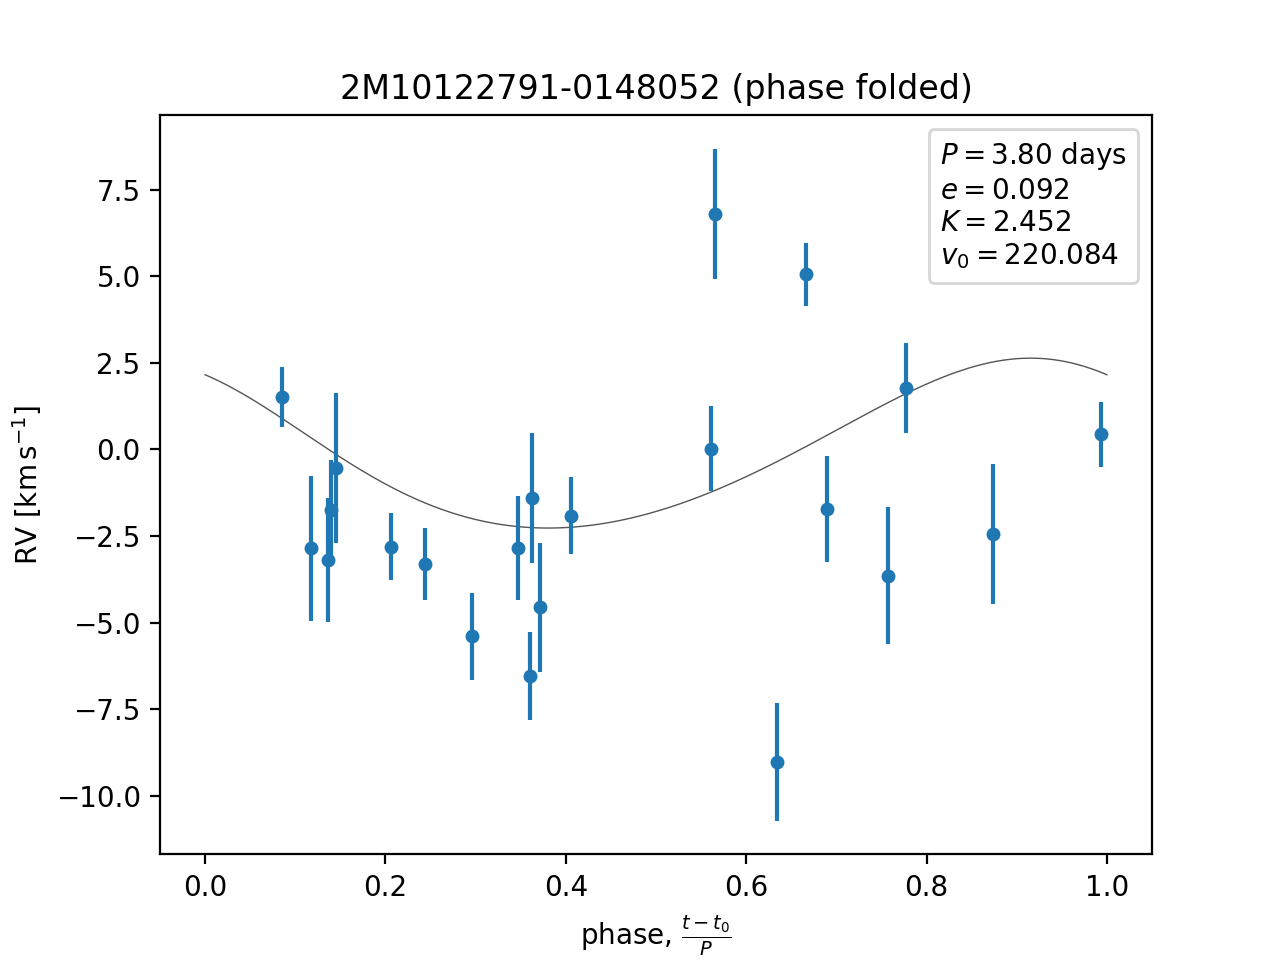 2M10122791-0148052 (phase folded)
P = 3.80 days
e = 0.092
K = 2.452
v₀ = 220.084
RV [km s⁻¹]
7.5
5.0
2.5
0.0
−2.5
−5.0
−7.5
−10.0
0.0 0.2 0.4 0.6 0.8 1.0
phase, (t − t₀)/P